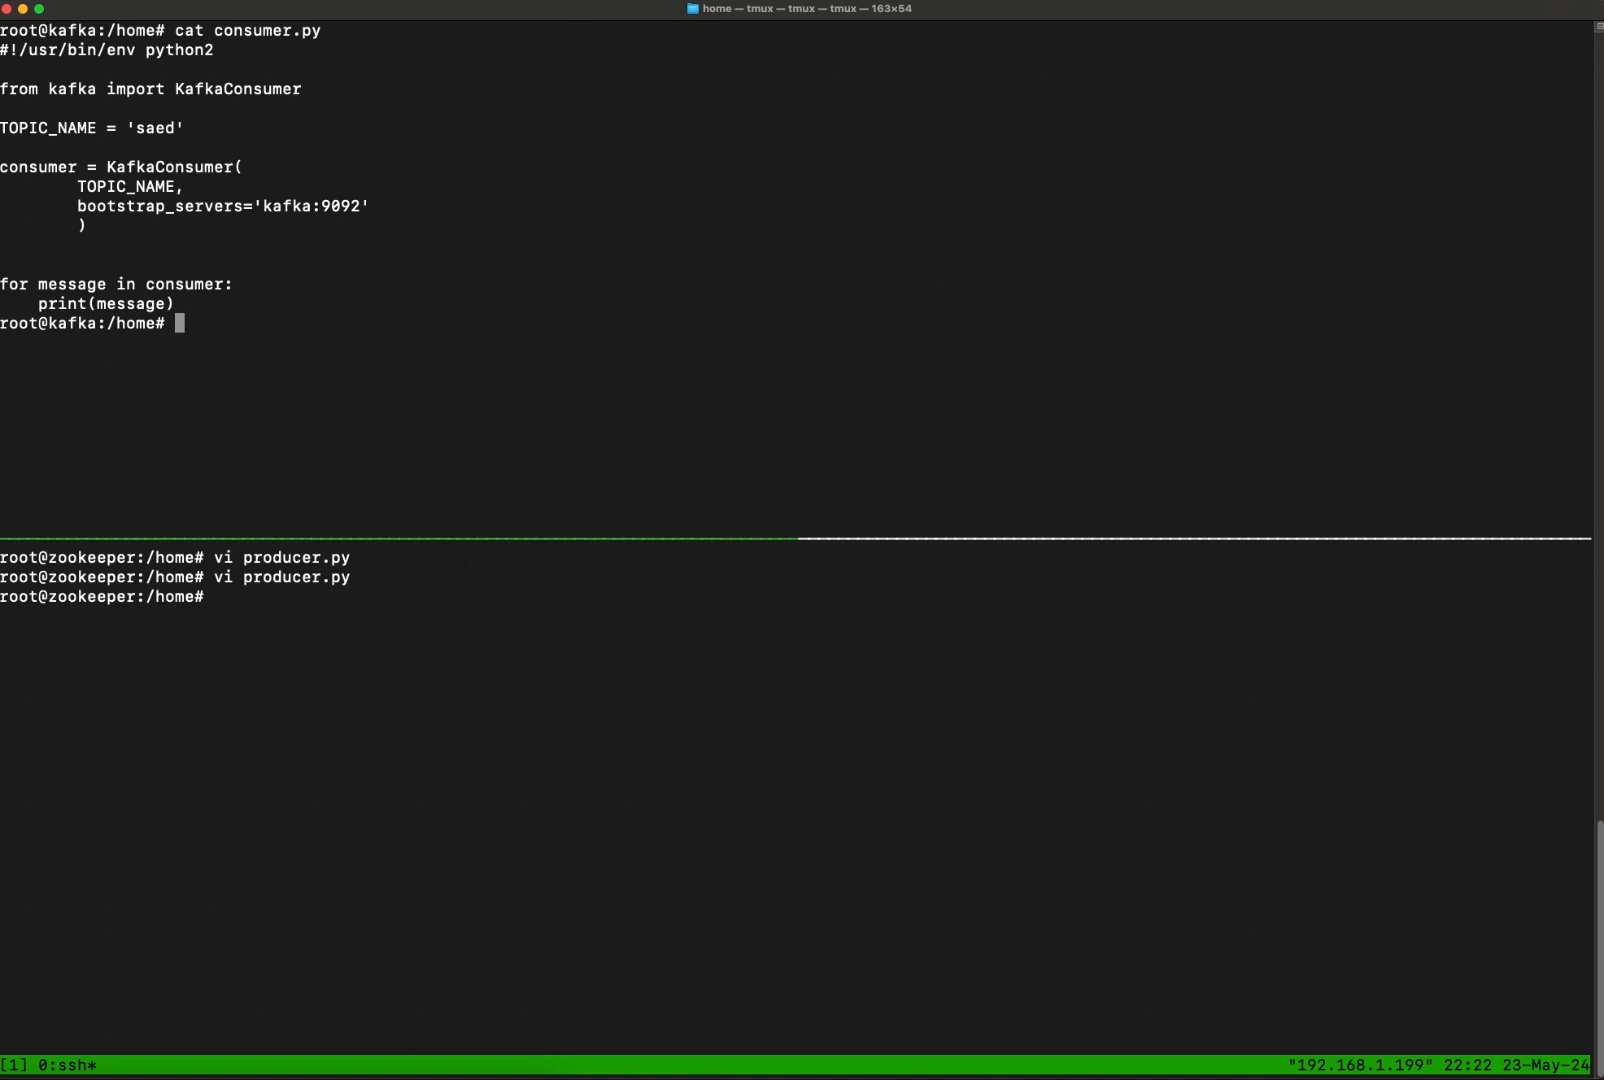 home — tmux — tmux — tmux — 163×54
root@kafka:/home# cat consumer.py
#!/usr/bin/env python2
from kafka import KafkaConsumer
TOPIC_NAME = 'saed'
consumer = KafkaConsumer(
        TOPIC_NAME,
        bootstrap_servers='kafka:9092'
        )
for message in consumer:
    print(message)
root@kafka:/home#
root@zookeeper:/home# vi producer.py
root@zookeeper:/home# vi producer.py
root@zookeeper:/home#
[1] 0:ssh* "192.168.1.199" 22:22 23-May-24